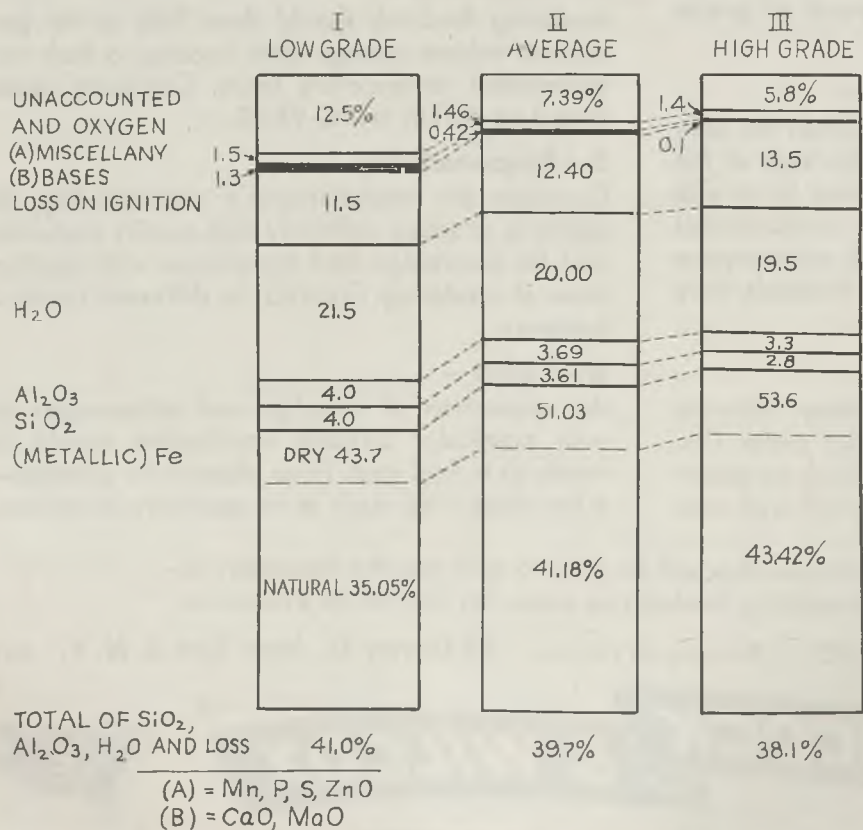 I II III
LOW GRADE AVERAGE HIGH GRADE
UNACCOUNTED AND OXYGEN 12.5% 7.39% 5.8%
(A) MISCELLANY 1.5 1.46 1.4
(B) BASES 1.3 0.42 0.1
LOSS ON IGNITION 11.5 12.40 13.5
H₂O 21.5 20.00 19.5
Al₂O₃ 4.0 3.69 3.3
SiO₂ 4.0 3.61 2.8
(METALLIC) Fe DRY 43.7 51.03 53.6
NATURAL 35.05% 41.18% 43.42%
TOTAL OF SiO₂,
Al₂O₃, H₂O AND LOSS 41.0% 39.7% 38.1%
(A) = Mn, P, S, ZnO
(B) = CaO, MaO